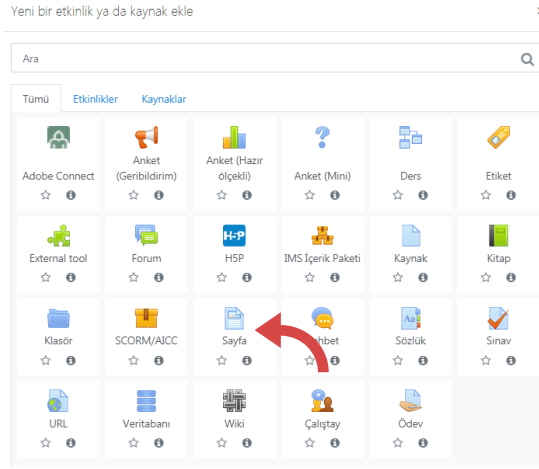 Yeni bir etkinlik ya da kaynak ekle
Ara
Tümü Etkinlikler Kaynaklar
Adobe Connect
Anket (Geribildirim)
Anket (Hazır ölçekli)
Anket (Mini)
Ders
Etiket
External tool
Forum
H5P
H5P
IMS İçerik Paketi
Kaynak
Kitap
Klasör
SCORM/AICC
Sayfa
Aa
Sözlük
Sınav
URL
Veritabanı
Wiki
Çalıştay
Ödev